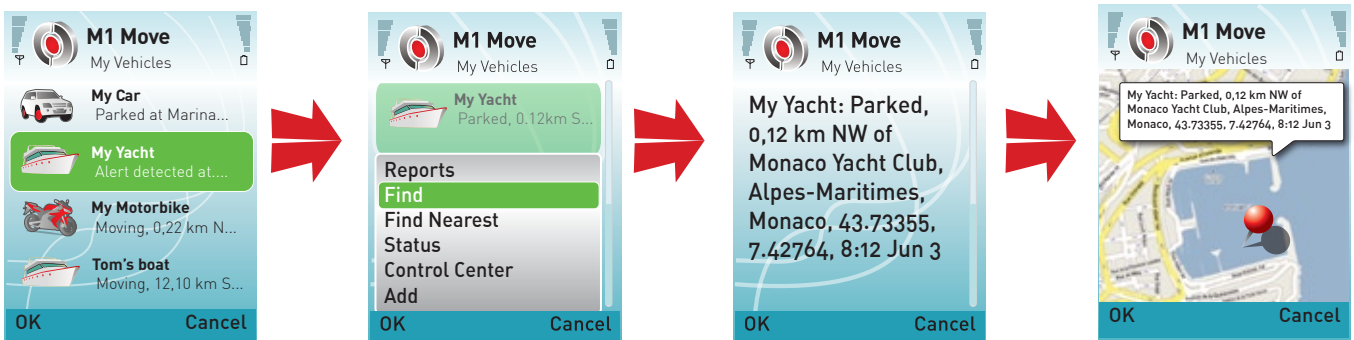 M1 Move
My Vehicles
My Car
Parked at Marina...
My Yacht
Alert detected at....
My Motorbike
Moving, 0,22 km N...
Tom's boat
Moving, 12,10 km S...
OK Cancel
M1 Move
My Vehicles
My Yacht
Parked, 0.12km S...
Reports
Find
Find Nearest
Status
Control Center
Add
OK Cancel
M1 Move
My Vehicles
My Yacht: Parked,
0,12 km NW of
Monaco Yacht Club,
Alpes-Maritimes,
Monaco, 43.73355,
7.42764, 8:12 Jun 3
OK Cancel
M1 Move
My Vehicles
My Yacht: Parked, 0,12 km NW of
Monaco Yacht Club, Alpes-Maritimes,
Monaco, 43.73355, 7.42764, 8:12 Jun 3
OK Cancel